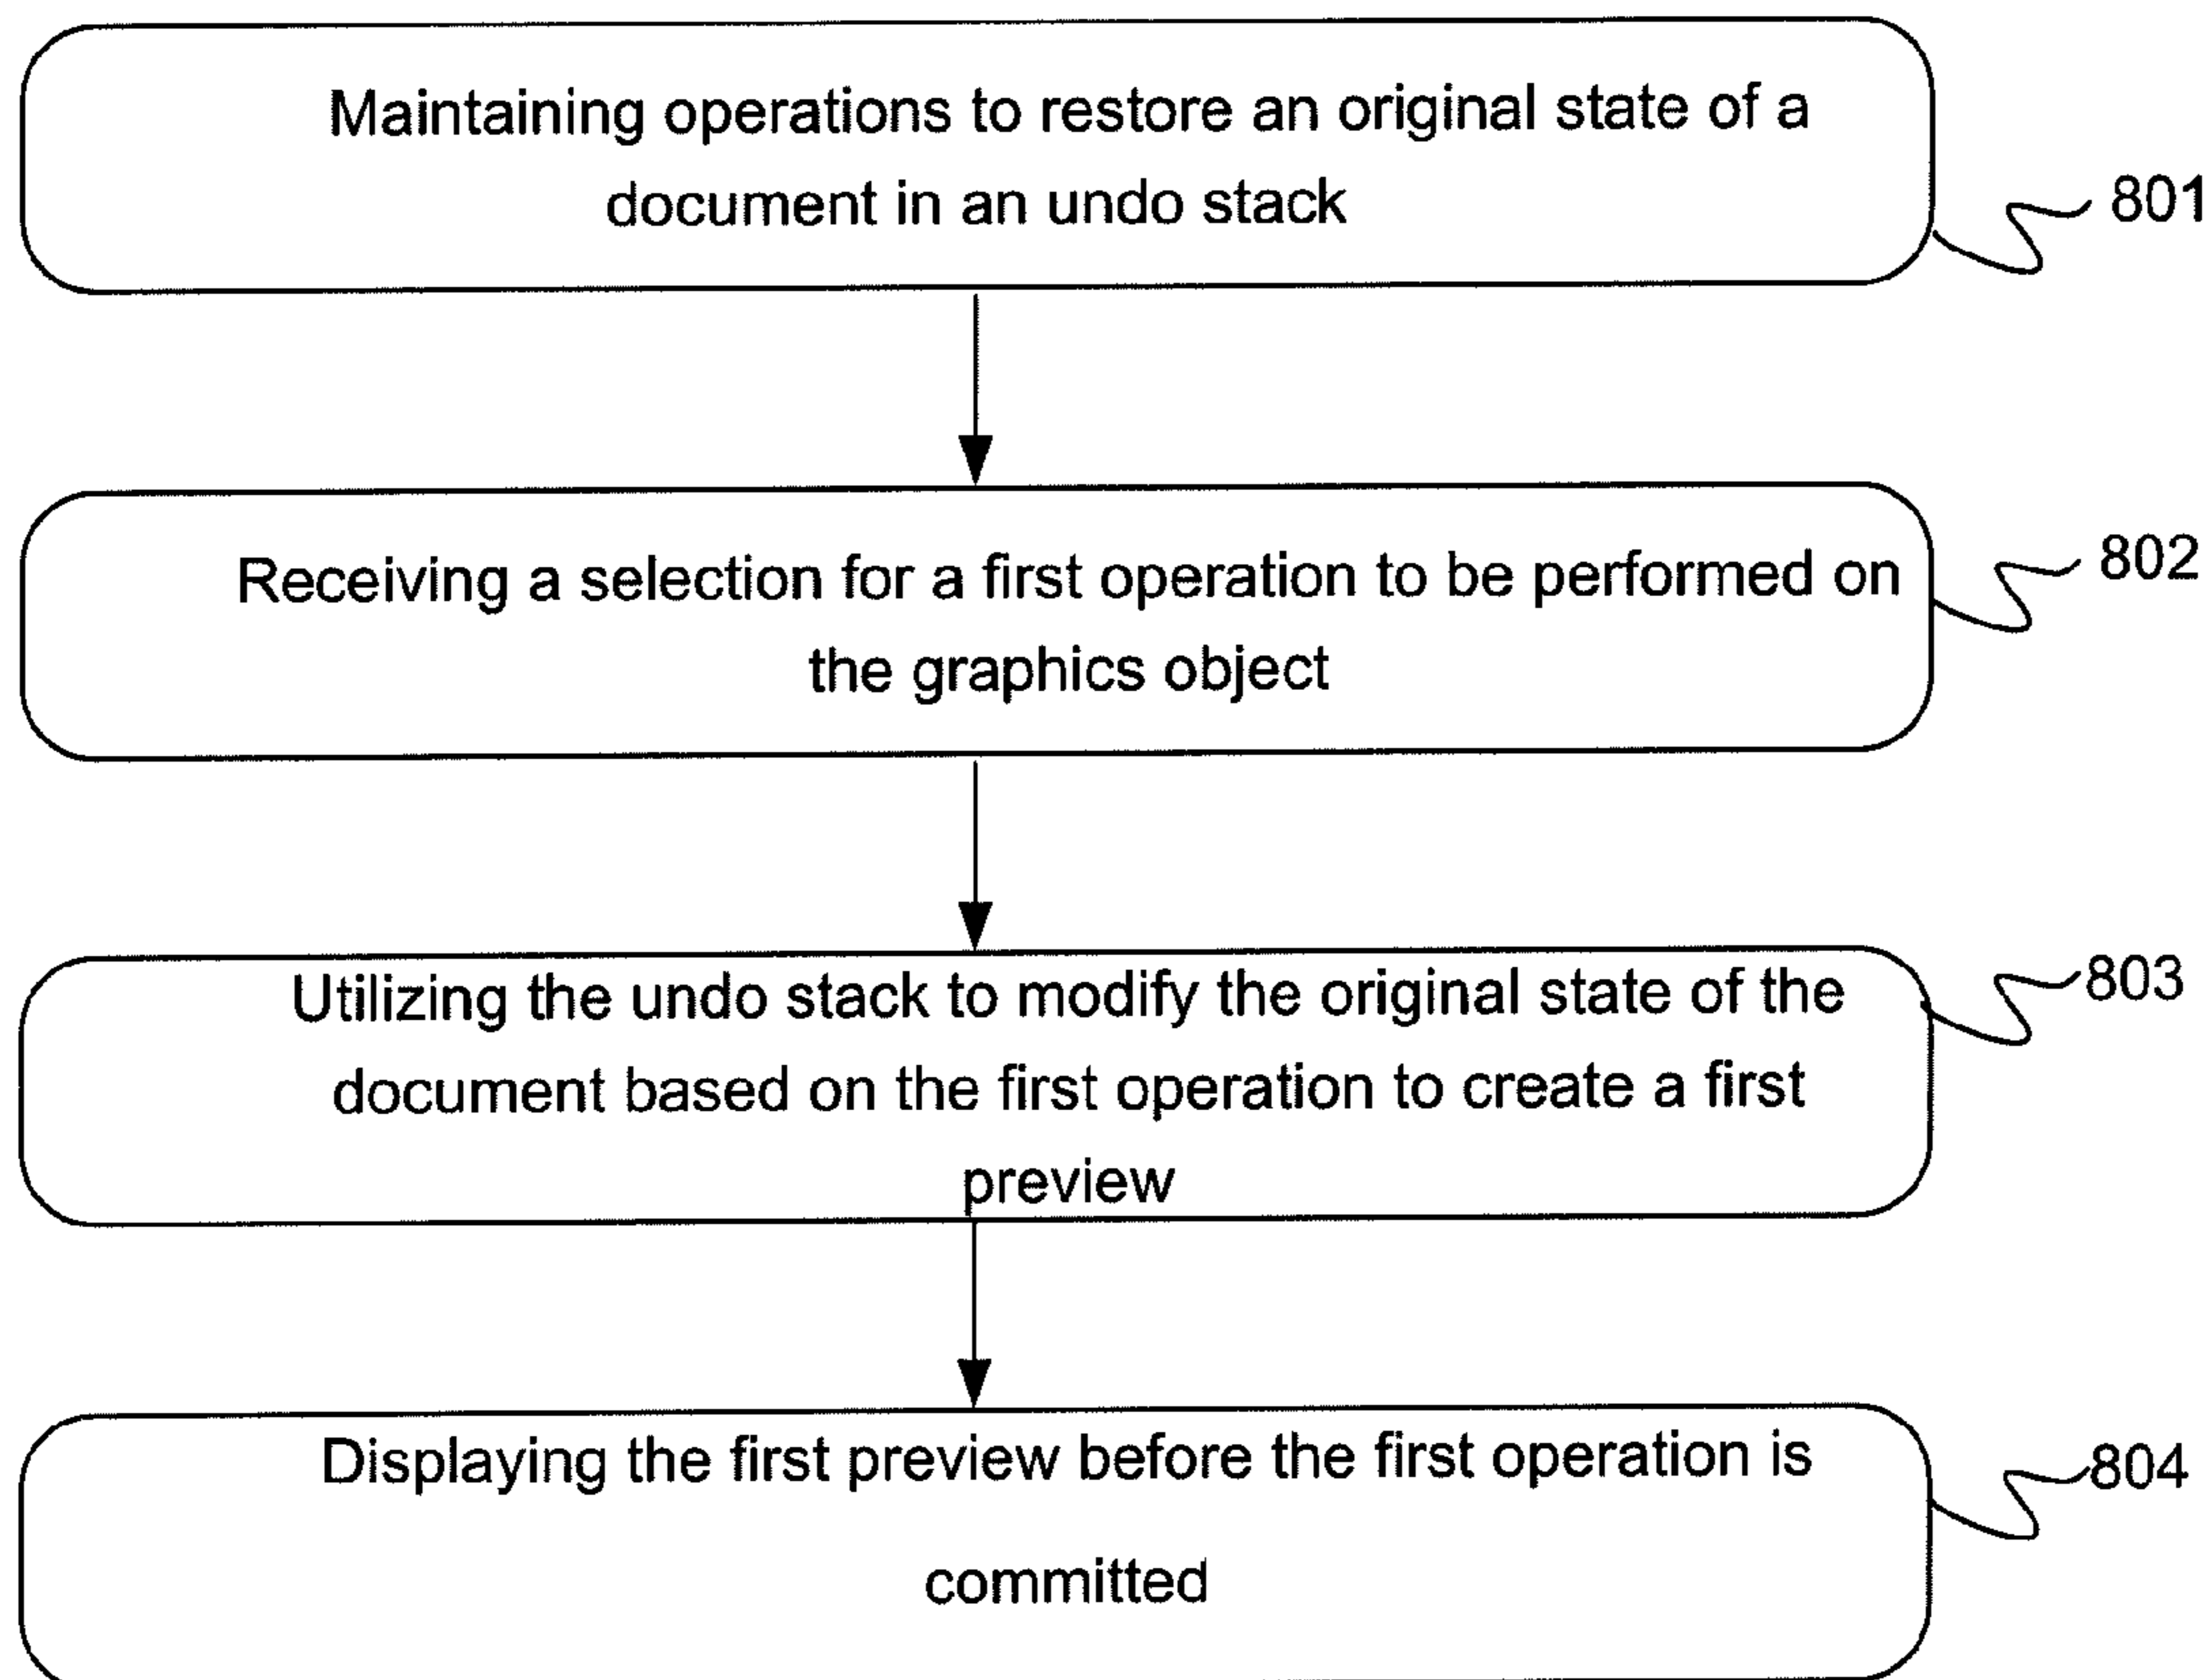 Maintaining operations to restore an original state of a
document in an undo stack
801
Receiving a selection for a first operation to be performed on
the graphics object
802
Utilizing the undo stack to modify the original state of the
document based on the first operation to create a first
preview
803
Displaying the first preview before the first operation is
committed
804